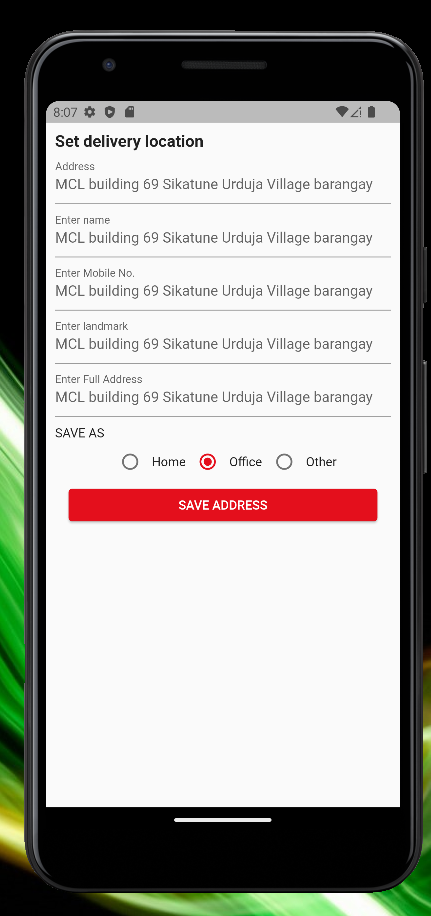 8:07
Set delivery location
Address
MCL building 69 Sikatune Urduja Village barangay
Enter name
MCL building 69 Sikatune Urduja Village barangay
Enter Mobile No.
MCL building 69 Sikatune Urduja Village barangay
Enter landmark
MCL building 69 Sikatune Urduja Village barangay
Enter Full Address
MCL building 69 Sikatune Urduja Village barangay
SAVE AS
Home Office Other
SAVE ADDRESS